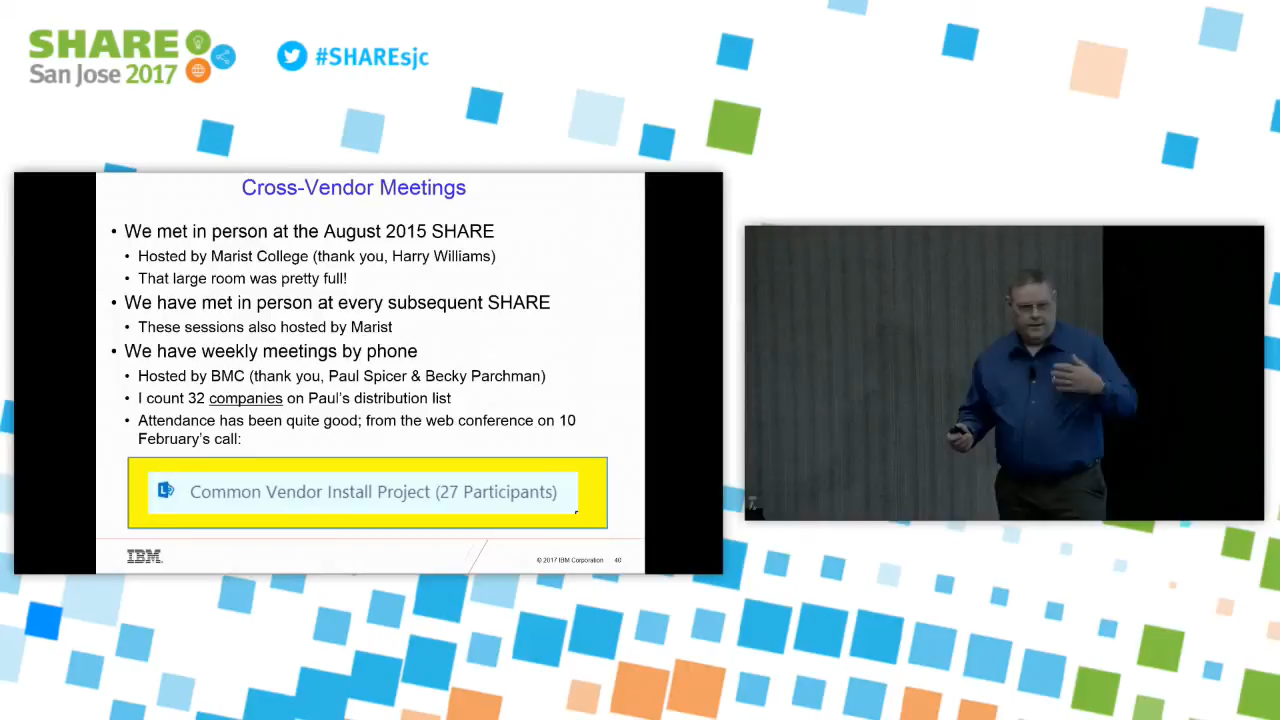 SHARE
San Jose 2017
#SHAREsjc
Cross-Vendor Meetings
• We met in person at the August 2015 SHARE
• Hosted by Marist College (thank you, Harry Williams)
• That large room was pretty full!
• We have met in person at every subsequent SHARE
• These sessions also hosted by Marist
• We have weekly meetings by phone
• Hosted by BMC (thank you, Paul Spicer & Becky Parchman)
• I count 32 companies on Paul's distribution list
• Attendance has been quite good; from the web conference on 10
February's call:
Common Vendor Install Project (27 Participants)
IBM
© 2017 IBM Corporation 40